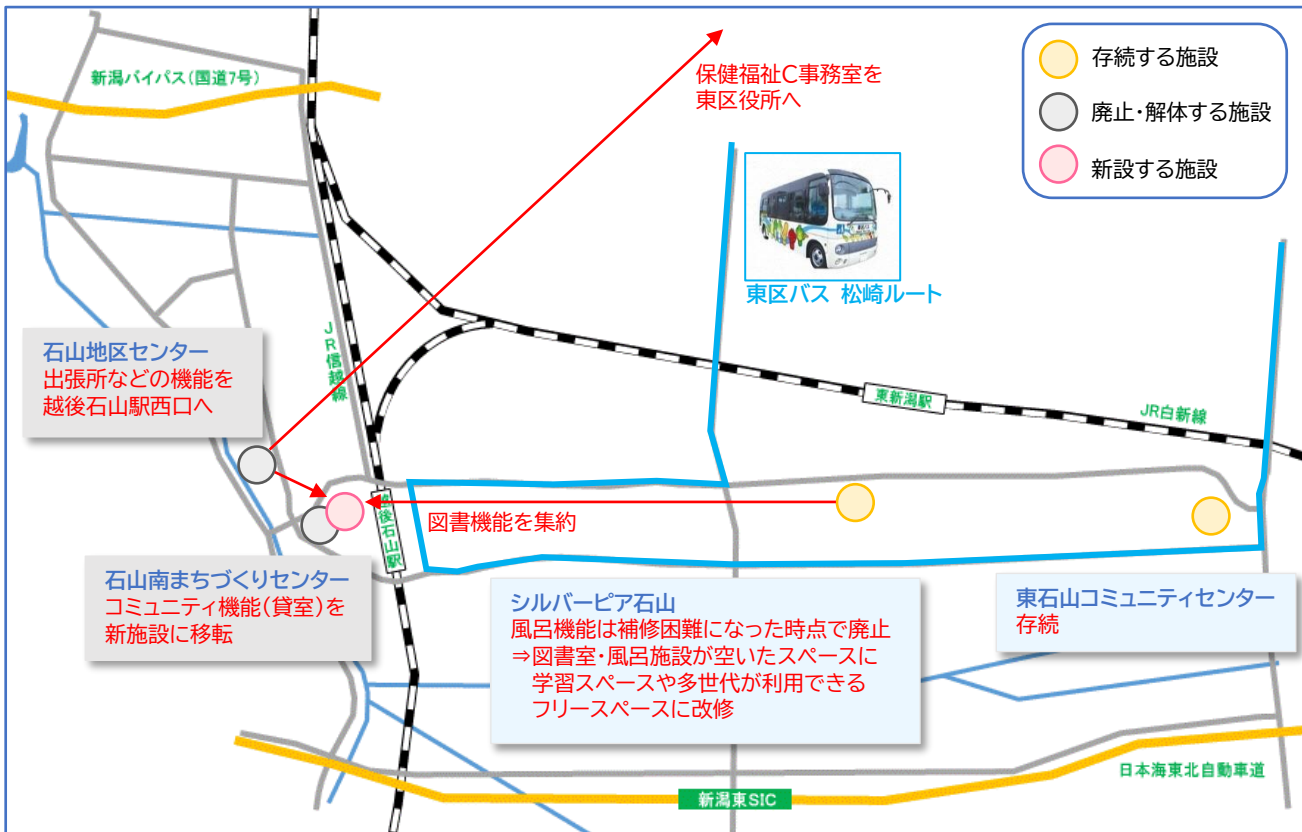 新潟バイパス(国道7号)
保健福祉C事務室を
東区役所へ
存続する施設
廃止・解体する施設
新設する施設
東区バス 松崎ルート
JR信越線
石山地区センター
出張所などの機能を
越後石山駅西口へ
東新潟駅
JR白新線
越後石山駅
図書機能を集約
石山南まちづくりセンター
コミュニティ機能(貸室)を
新施設に移転
シルバーピア石山
風呂機能は補修困難になった時点で廃止
⇒図書室・風呂施設が空いたスペースに
学習スペースや多世代が利用できる
フリースペースに改修
東石山コミュニティセンター
存続
日本海東北自動車道
新潟東SIC